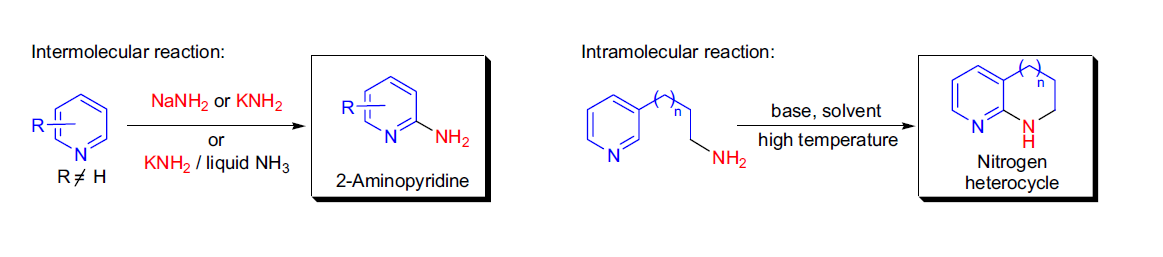 Intermolecular reaction:
R
N
R ≠ H
NaNH2 or KNH2
or
KNH2 / liquid NH3
R
N
NH2
2-Aminopyridine
Intramolecular reaction:
N
( )n
NH2
base, solvent
high temperature
( )n
N
N
H
Nitrogen
heterocycle